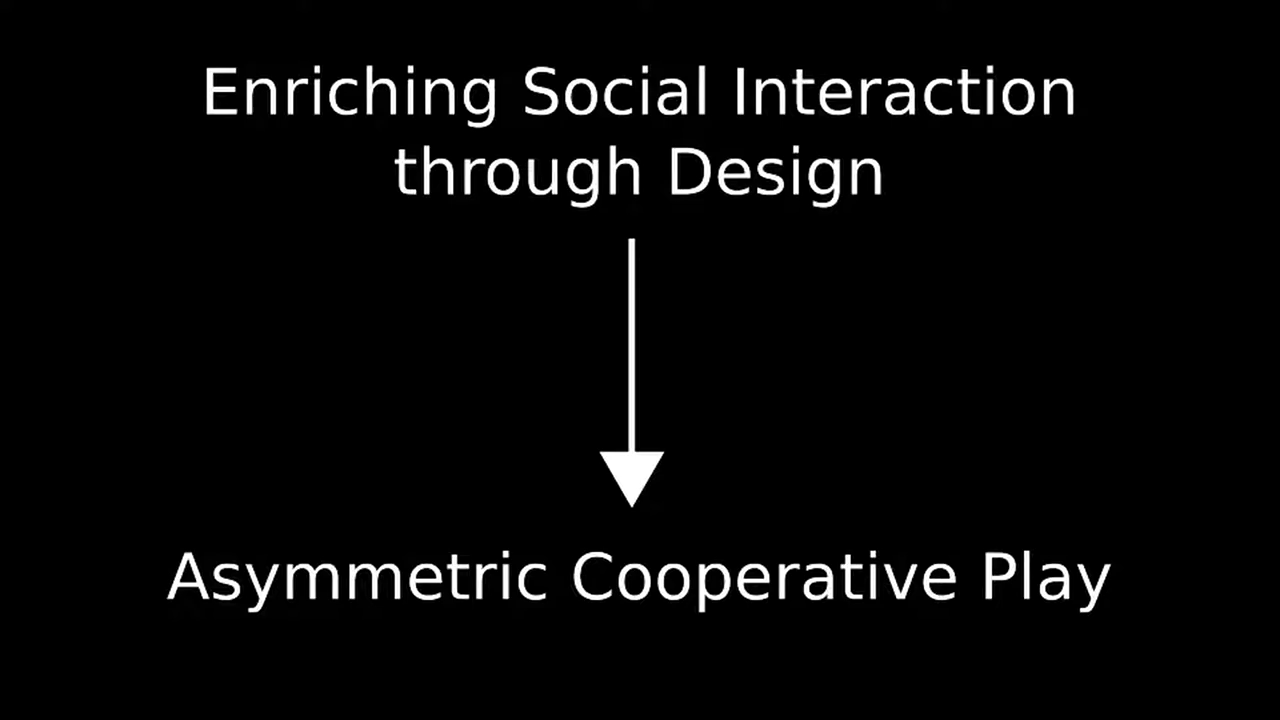 Enriching Social Interaction
through Design
Asymmetric Cooperative Play